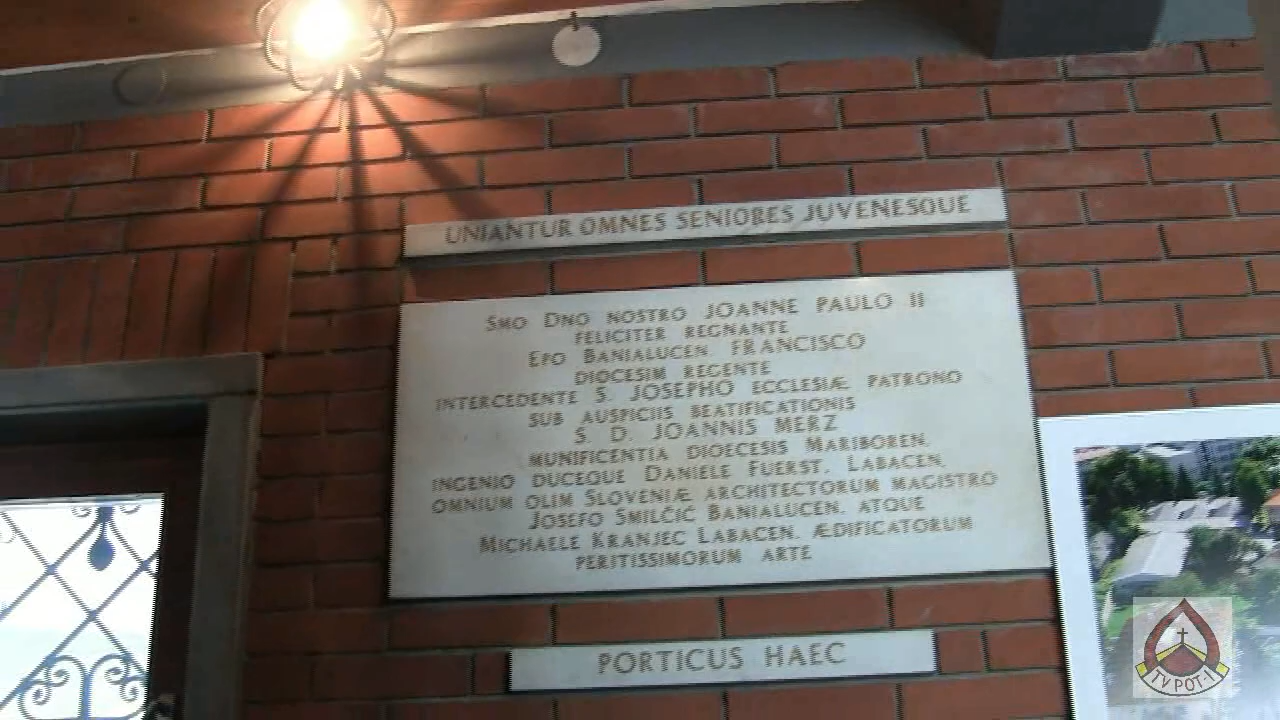 UNIANTUR OMNES SENIORES JUVENESQUE
SMO DNO NOSTRO JOANNE PAULO II
FELICITER REGNANTE
EPO BANIALUCEN. FRANCISCO
DIOCESIM REGENTE
INTERCEDENTE S. JOSEPHO ECCLESIÆ PATRONO
SUB AUSPICIIS BEATIFICATIONIS
S. D. JOANNIS MERZ
MUNIFICENTIA DIOECESIS MARIBOREN.
INGENIO DUCEQUE DANIELE FUERST. LABACEN.
OMNIUM OLIM SLOVENIÆ ARCHITECTORUM MAGISTRO
JOSEFO SMILČIĆ BANIALUCEN. ATQUE
MICHAELE KRANJEC LABACEN. ÆDIFICATORUM
PERITISSIMORUM ARTE
PORTICUS HAEC
TV POT-1